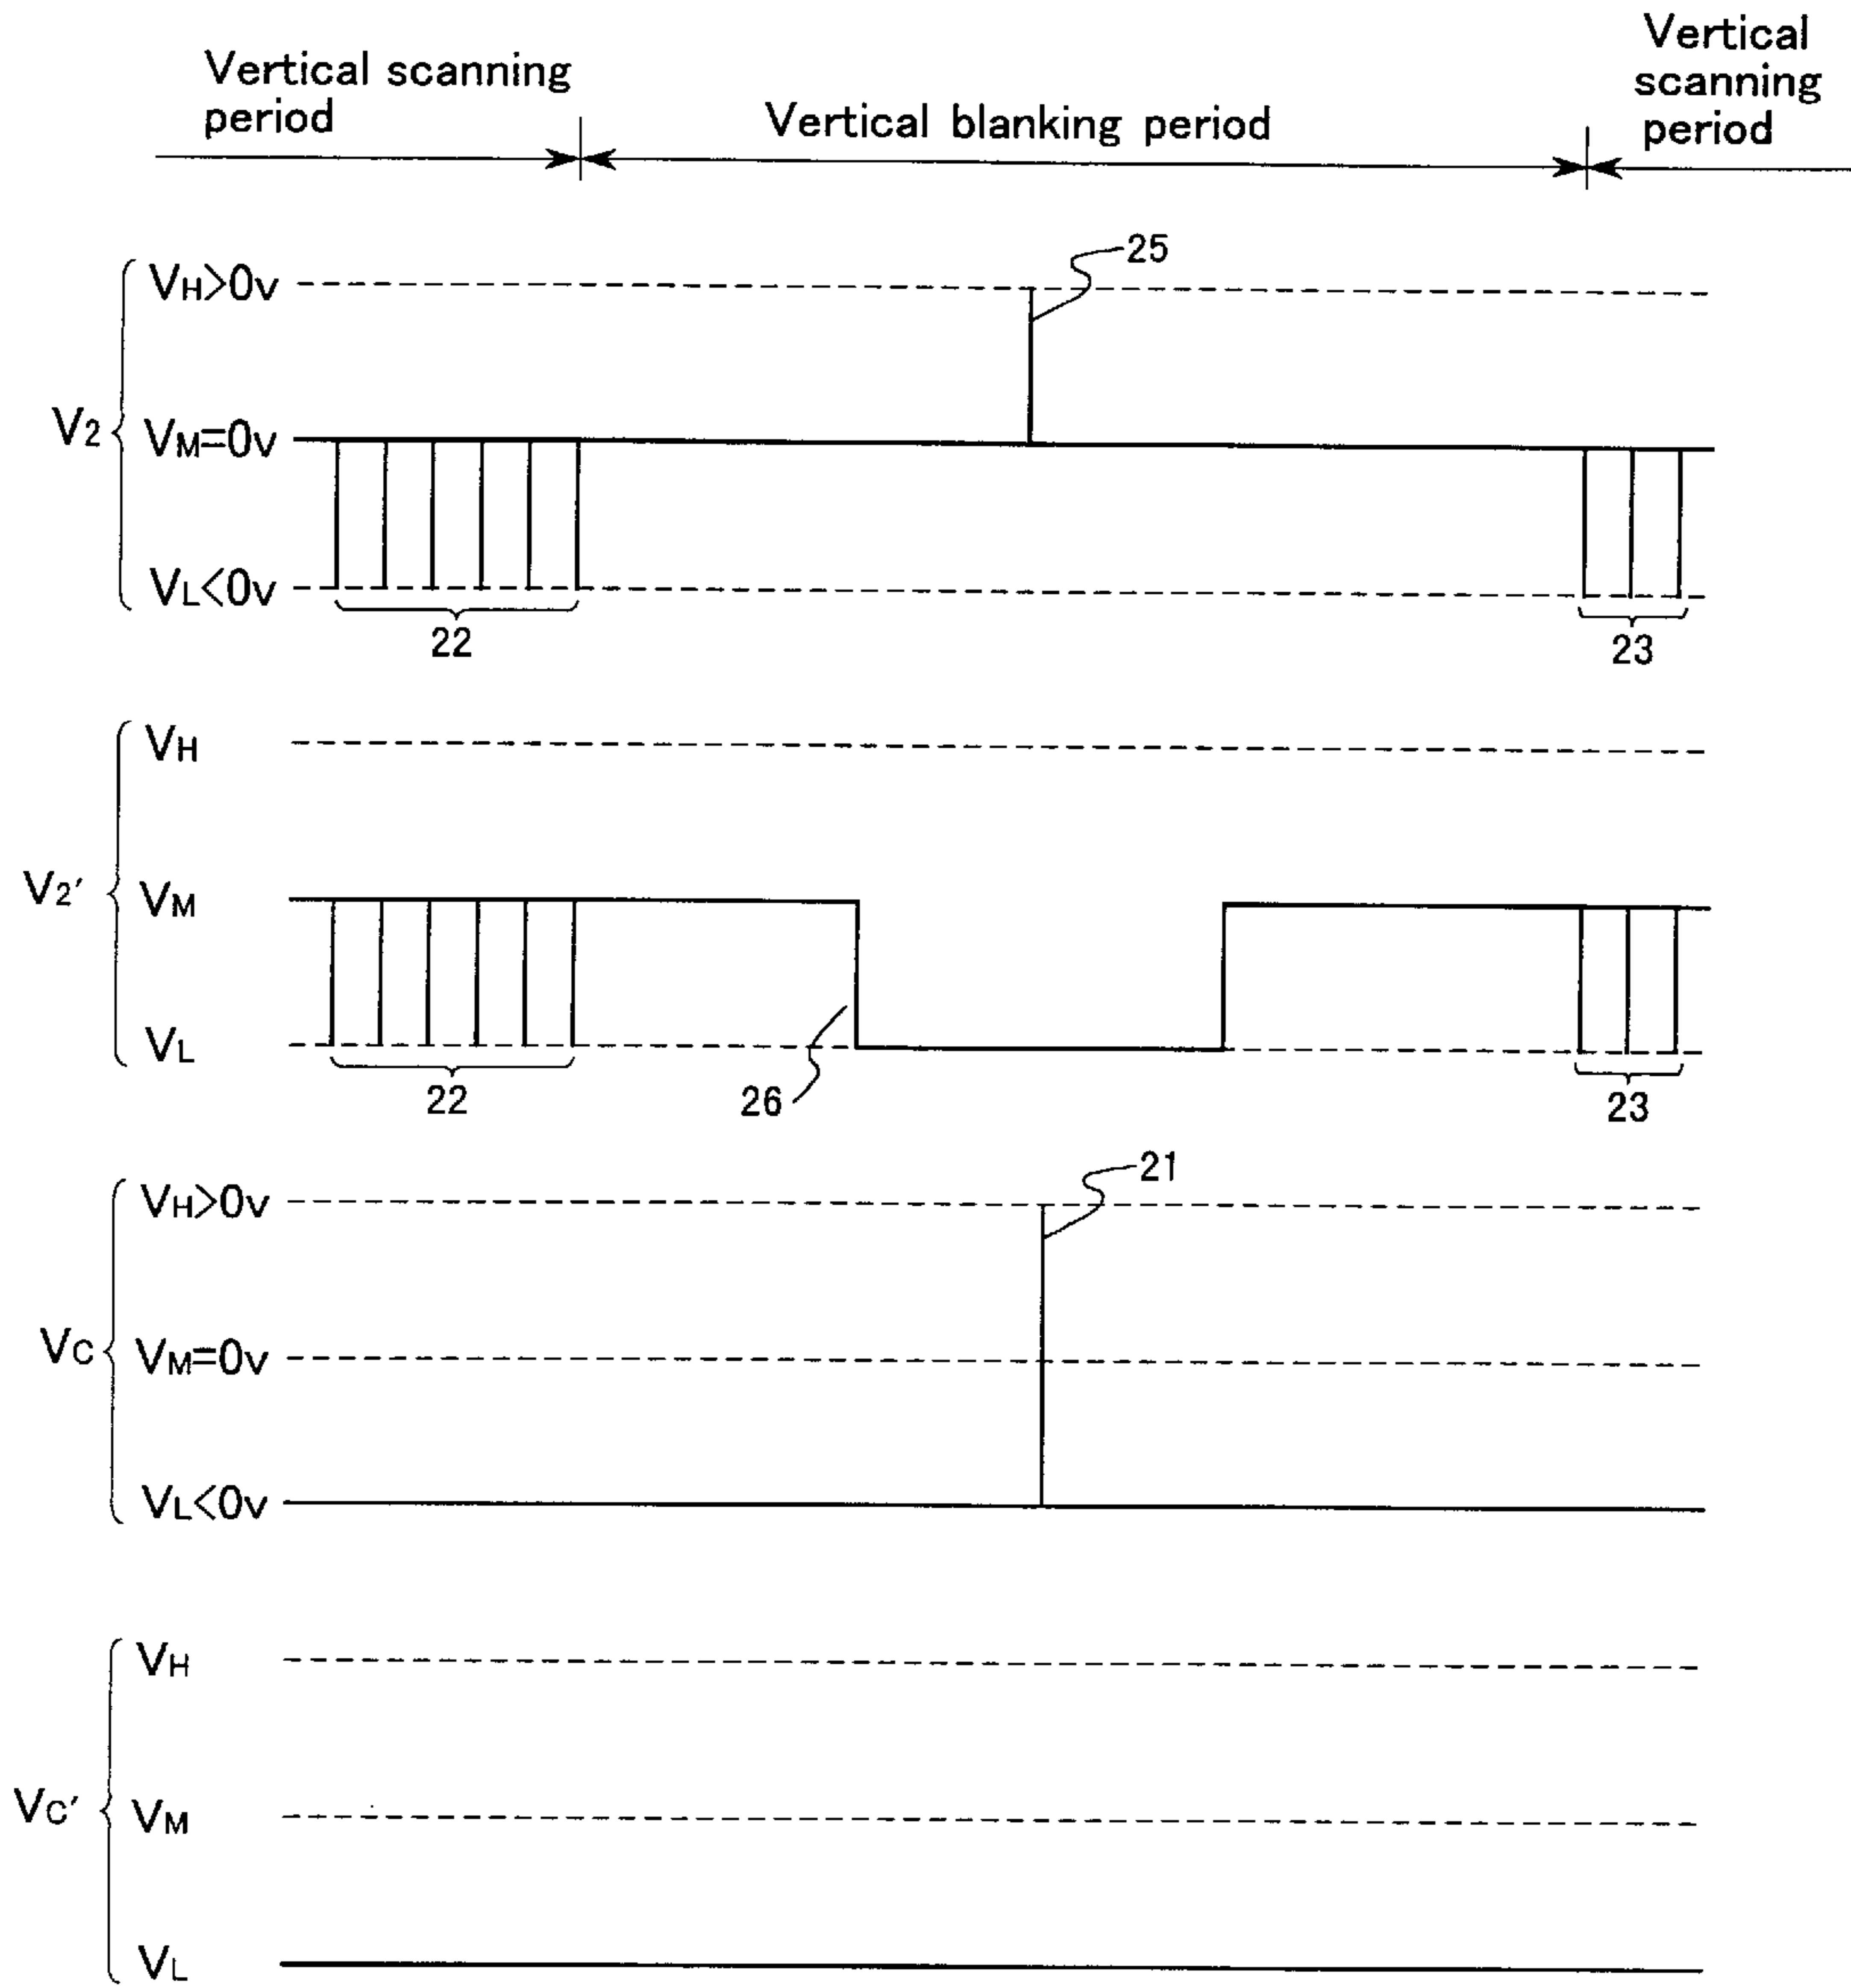 Vertical scanning
period
Vertical blanking period
Vertical
scanning
period
V2
VH>0v
VM=0v
VL<0v
25
22
23
V2'
VH
VM
VL
22
26
23
VC
VH>0v
VM=0v
VL<0v
21
VC'
VH
VM
VL